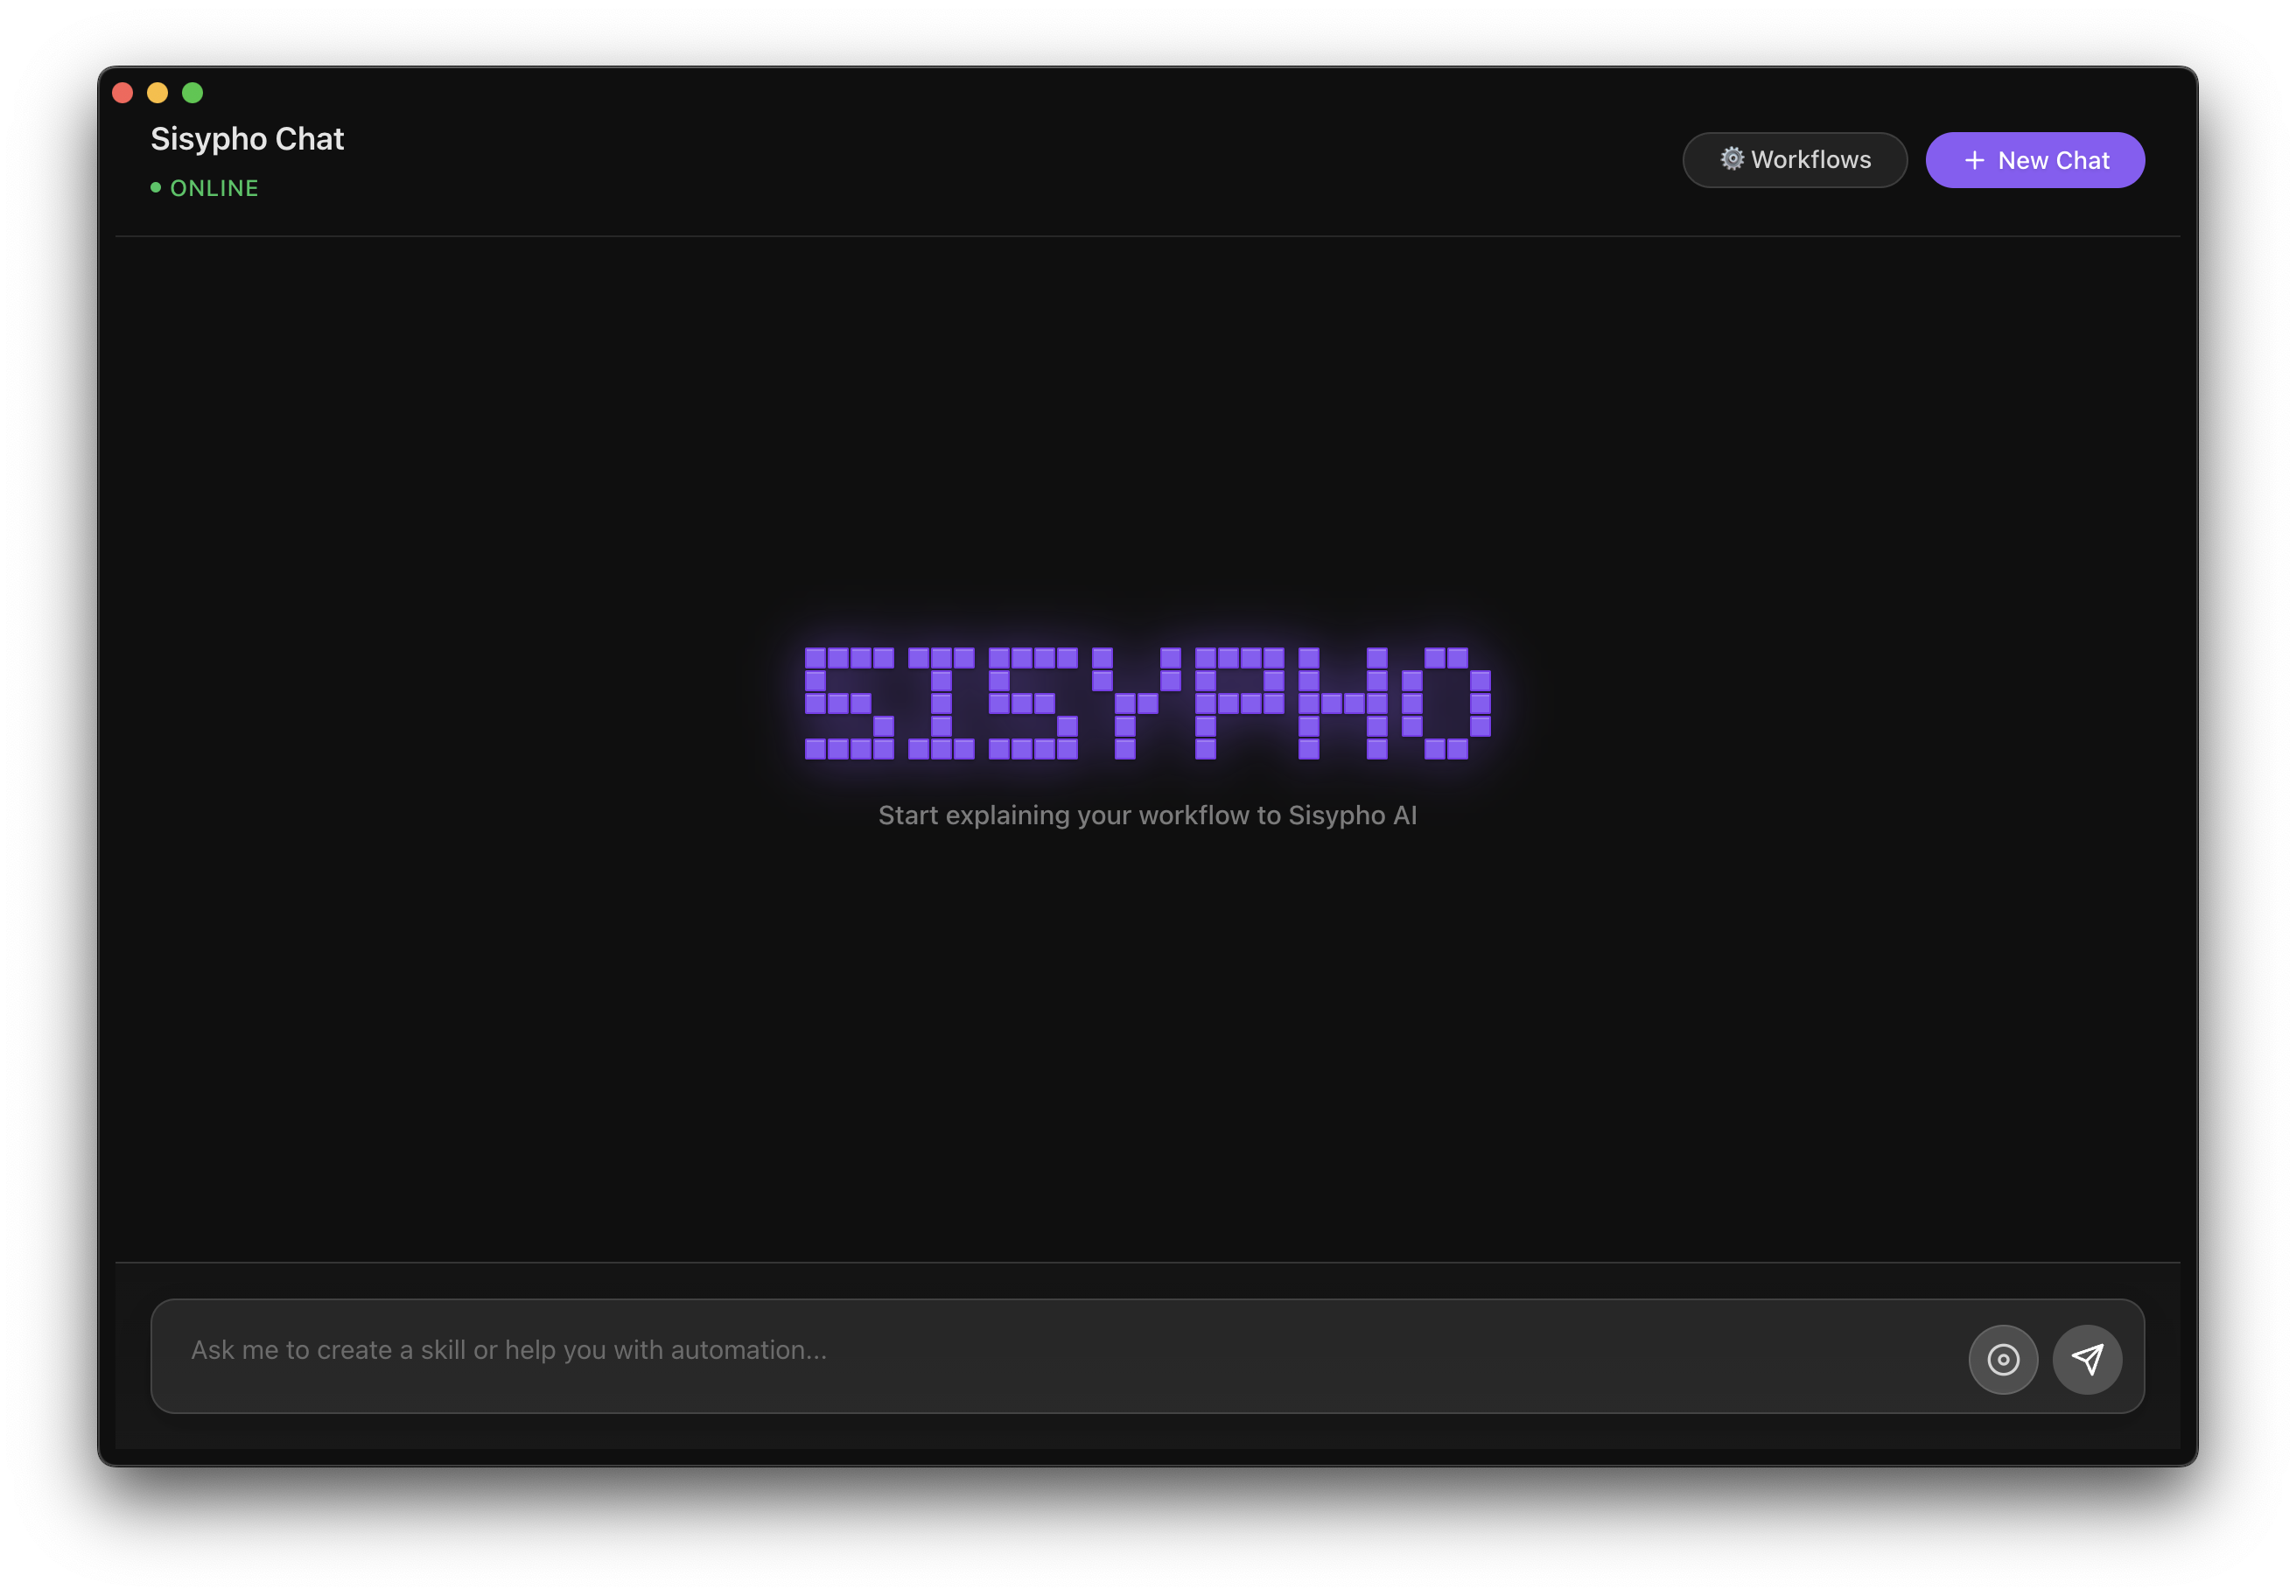 Sisypho Chat
ONLINE
Workflows
+ New Chat
SISYPHO
Start explaining your workflow to Sisypho AI
Ask me to create a skill or help you with automation...